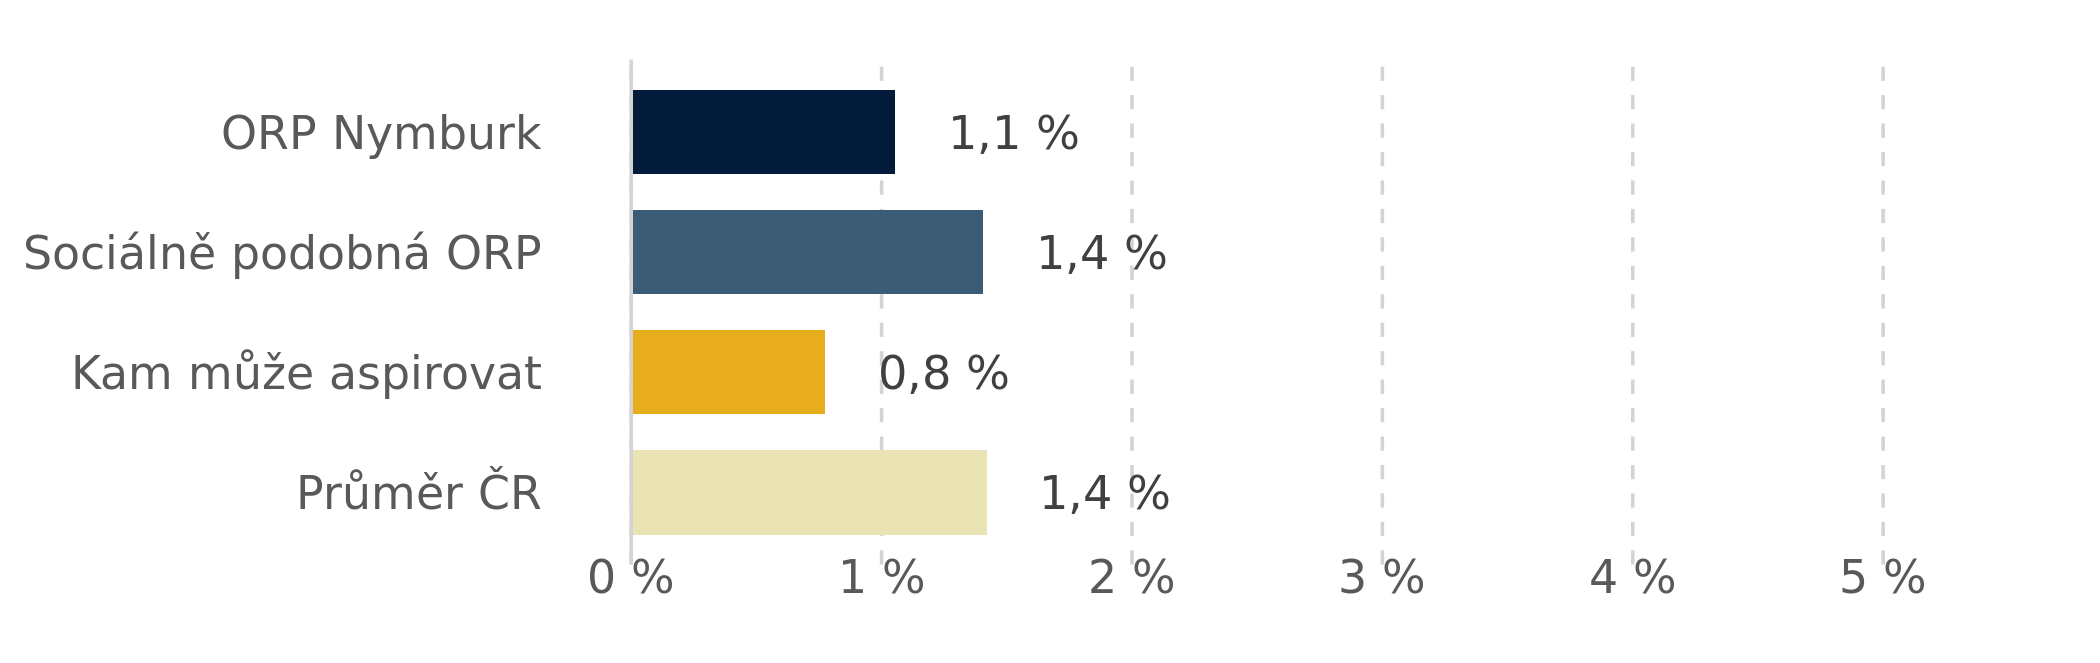 ORP Nymburk 1,1 %
Sociálně podobná ORP 1,4 %
Kam může aspirovat 0,8 %
Průměr ČR 1,4 %
0 % 1 % 2 % 3 % 4 % 5 %